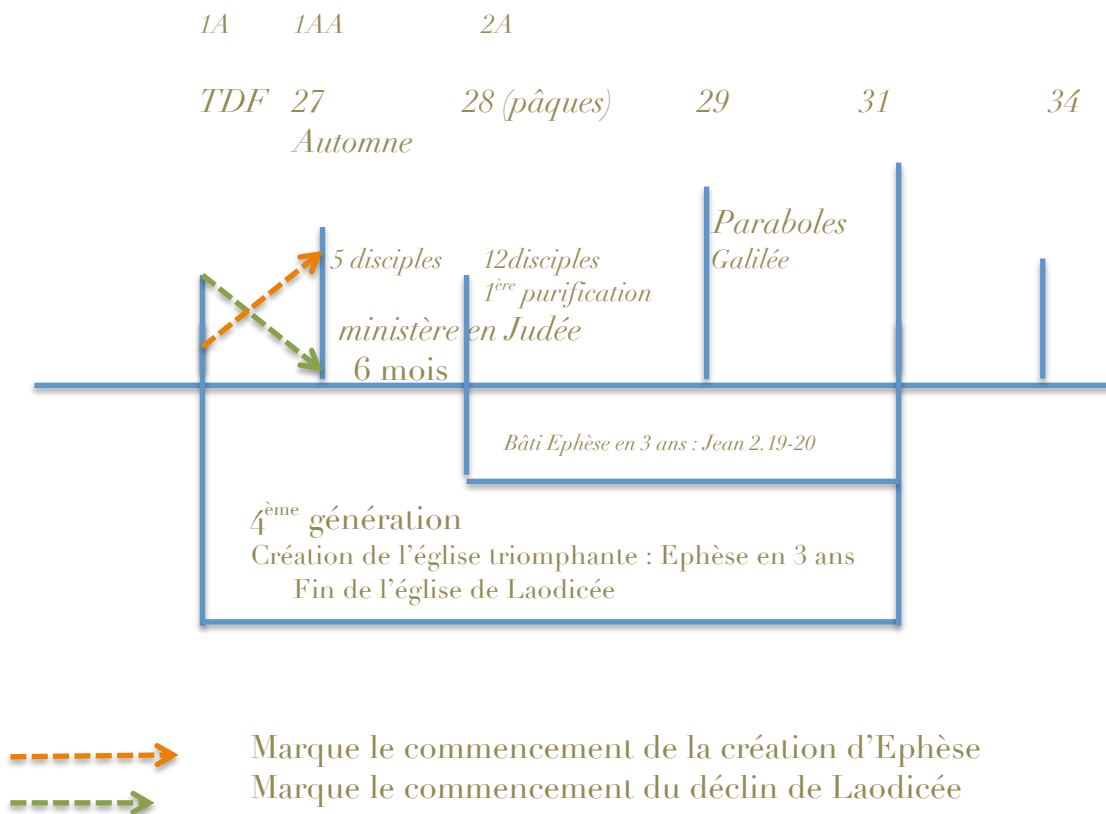 1A 1AA 2A
TDF 27 28 (pâques) 29 31 34
Automne
Paraboles
5 disciples 12disciples Galilée
1ère purification
ministère en Judée
6 mois
Bâti Ephèse en 3 ans : Jean 2.19-20
4ème génération
Création de l'église triomphante : Ephèse en 3 ans
Fin de l'église de Laodicée
Marque le commencement de la création d'Ephèse
Marque le commencement du déclin de Laodicée